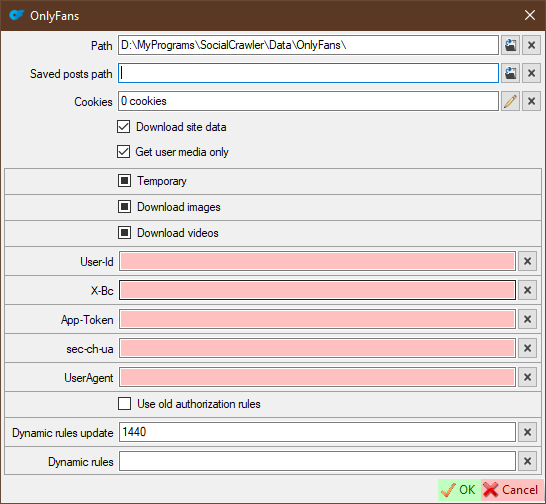 OnlyFans
Path D:\MyPrograms\SocialCrawler\Data\OnlyFans\
Saved posts path
Cookies 0 cookies
Download site data
Get user media only
Temporary
Download images
Download videos
User-Id
X-Bc
App-Token
sec-ch-ua
UserAgent
Use old authorization rules
Dynamic rules update 1440
Dynamic rules
OK Cancel